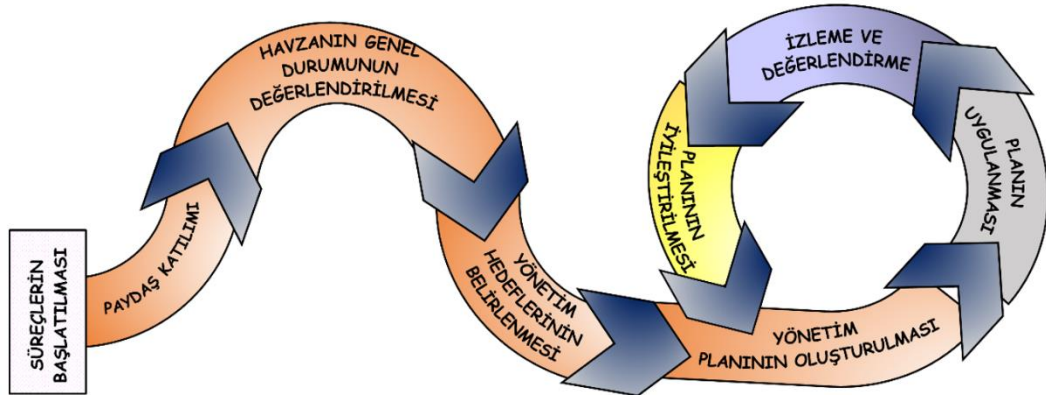 SÜREÇLERİN
BAŞLATILMASI
PAYDAŞ KATILIMI
HAVZANIN GENEL
DURUMUNUN
DEĞERLENDİRİLMESİ
YÖNETİM
HEDEFLERİNİN
BELİRLENMESİ
YÖNETİM
PLANININ OLUŞTURULMASI
PLANIN
UYGULANMASI
İZLEME VE
DEĞERLENDİRME
PLANININ
İYİLEŞTİRİLMESİ